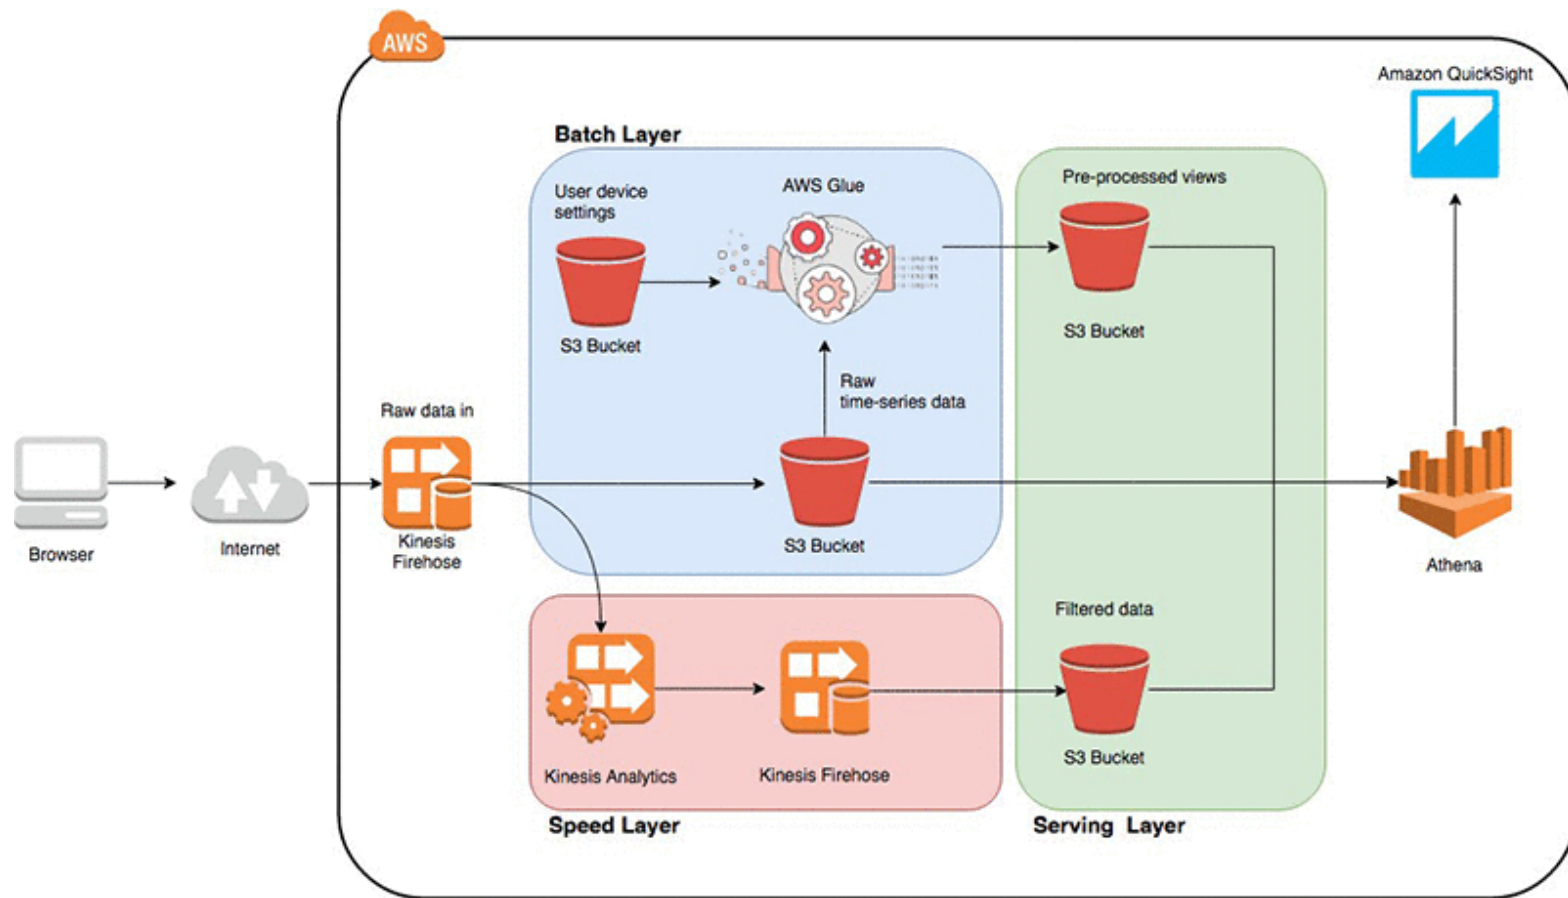 AWS
Amazon QuickSight
Batch Layer
User device
settings
AWS Glue
Pre-processed views
S3 Bucket
S3 Bucket
Raw
time-series data
Raw data in
Kinesis
Firehose
Browser
Internet
S3 Bucket
Athena
Filtered data
S3 Bucket
Kinesis Analytics
Kinesis Firehose
Speed Layer
Serving Layer